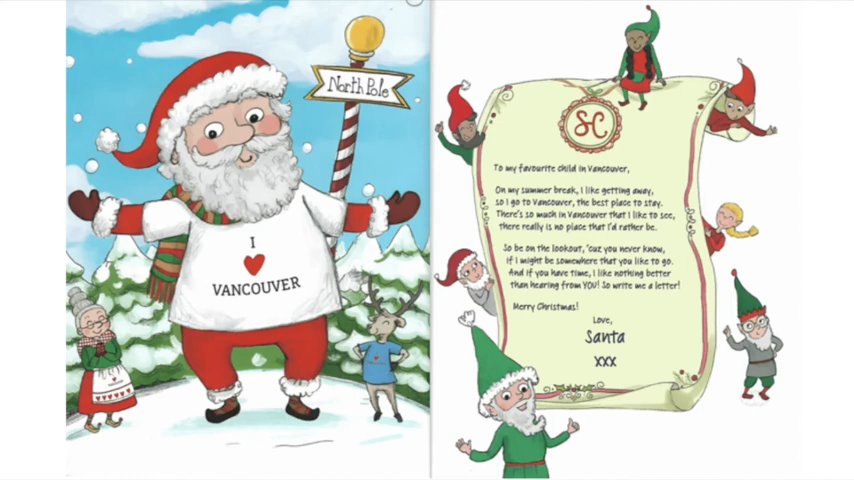 North Pole
I
VANCOUVER
SC
To my favourite child in Vancouver,
On my summer break, I like getting away,
so I go to Vancouver, the best place to stay.
There's so much in Vancouver that I like to see,
there really is no place that I'd rather be.
So be on the lookout, 'cuz you never know,
if I might be somewhere that you like to go.
And if you have time, I like nothing better
than hearing from YOU! So write me a letter!
Merry Christmas!
Love,
Santa
XXX